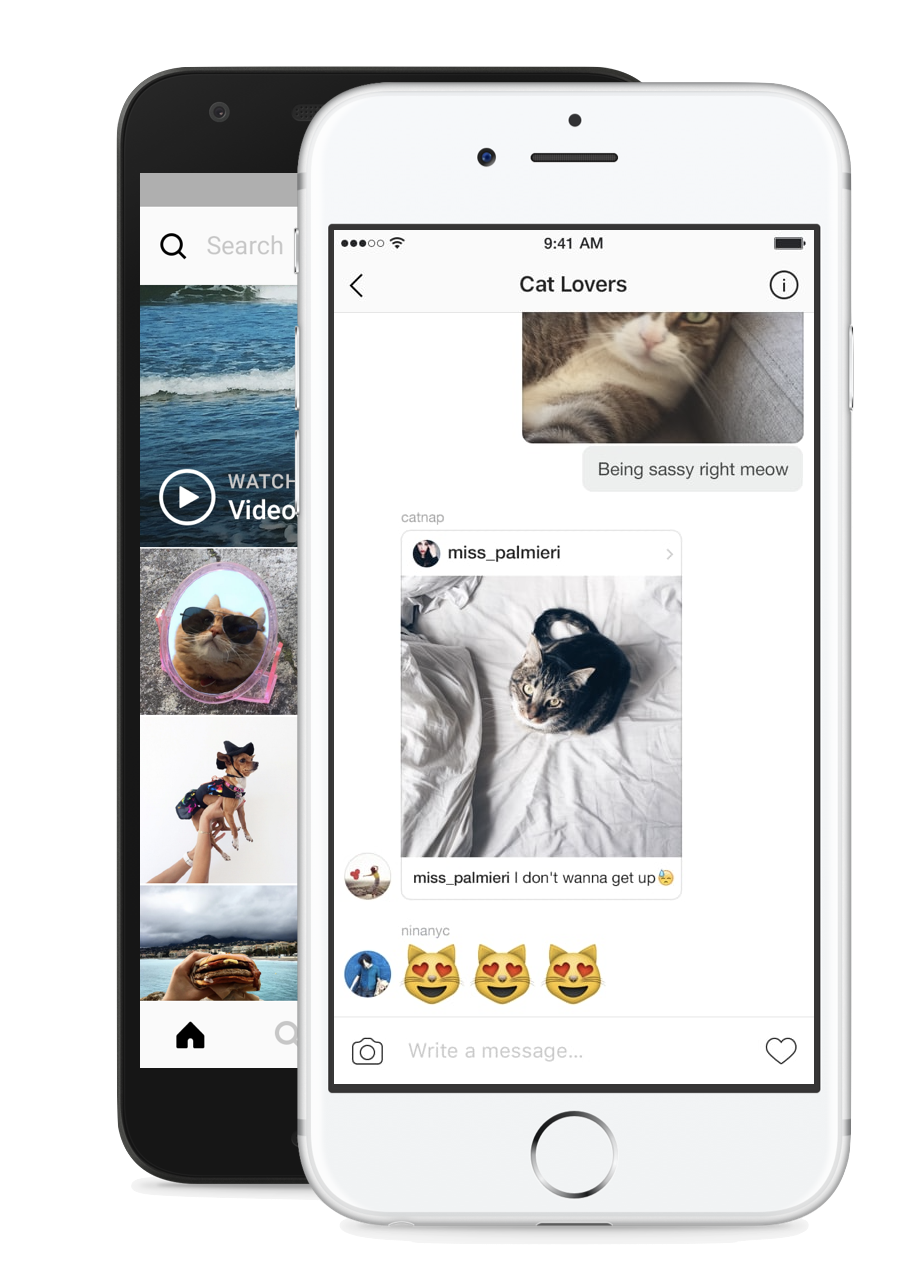 Search
WATCH
Video
9:41 AM
Cat Lovers
Being sassy right meow
catnap
miss_palmieri
miss_palmieri I don't wanna get up😓
ninanyc
😻😻😻
Write a message...